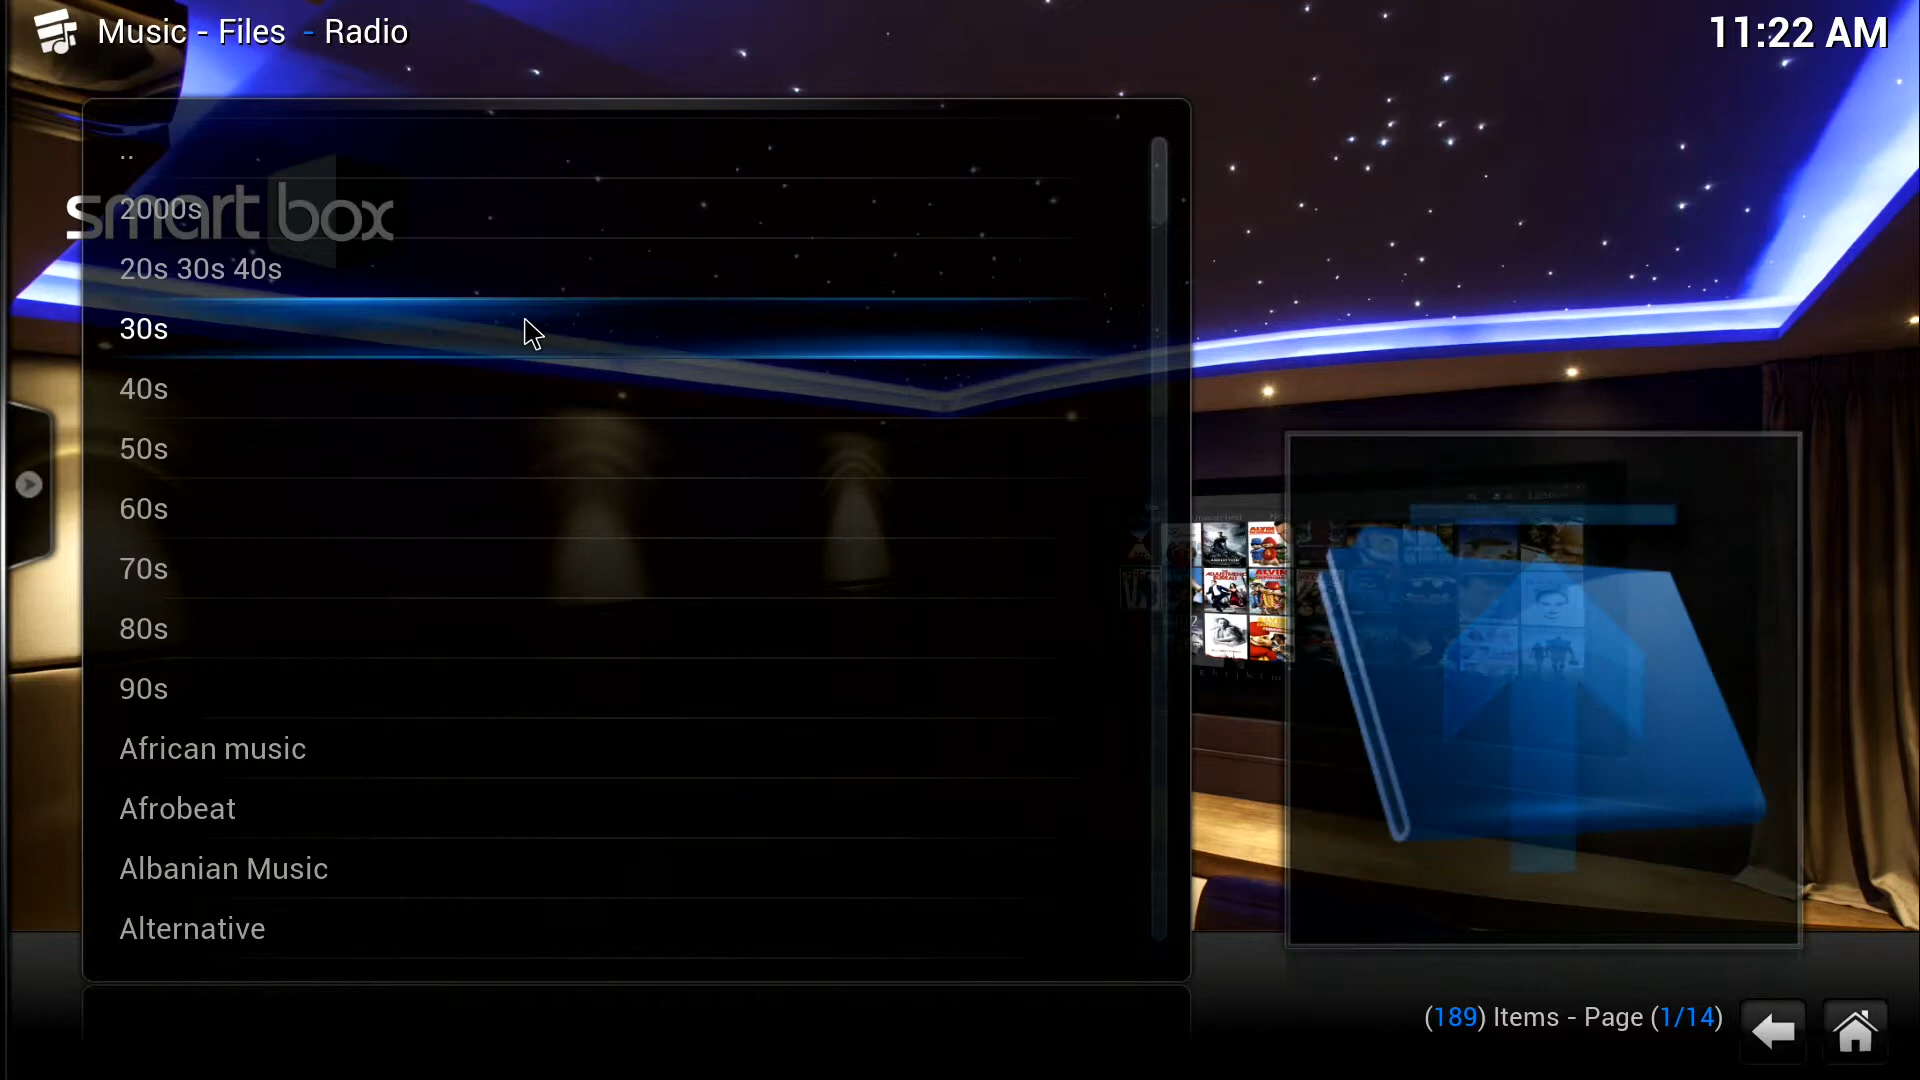 Music - Files - Radio
11:22 AM
..
smart box
2000s
20s 30s 40s
30s
40s
50s
60s
70s
80s
90s
African music
Afrobeat
Albanian Music
Alternative
(189) Items - Page (1/14)